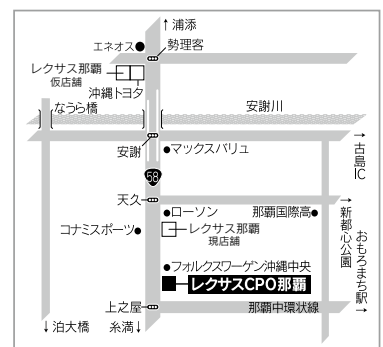 ↑浦添
エネオス●
勢理客
レクサス那覇
仮店舗
沖縄トヨタ
なうら橋
安謝川
→古島IC
安謝
●マックスバリュ
58
天久
●ローソン
那覇国際高●
→新都心公園
レクサス那覇
現店舗
コナミスポーツ●
おもろまち駅→
●フォルクスワーゲン沖縄中央
レクサスCPO那覇
上之屋
那覇中環状線
↓泊大橋
糸満↓